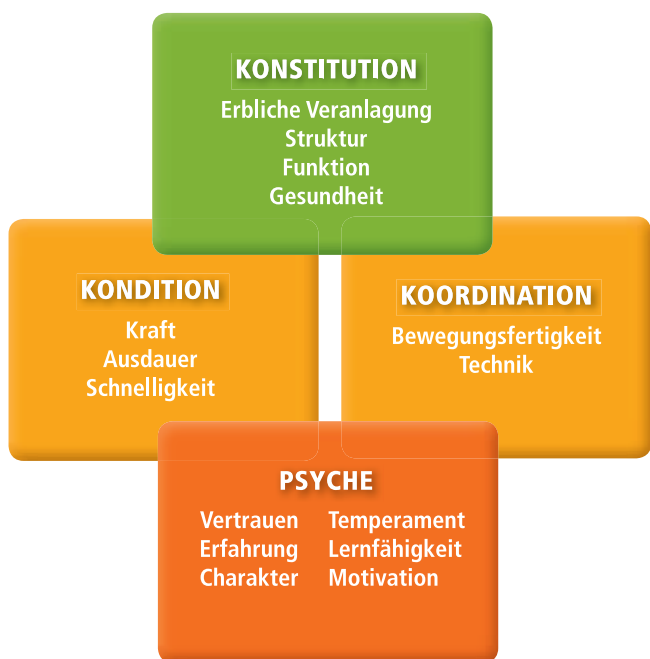 KONSTITUTION
Erbliche Veranlagung
Struktur
Funktion
Gesundheit
KONDITION
Kraft
Ausdauer
Schnelligkeit
KOORDINATION
Bewegungsfertigkeit
Technik
PSYCHE
Vertrauen
Erfahrung
Charakter
Temperament
Lernfähigkeit
Motivation